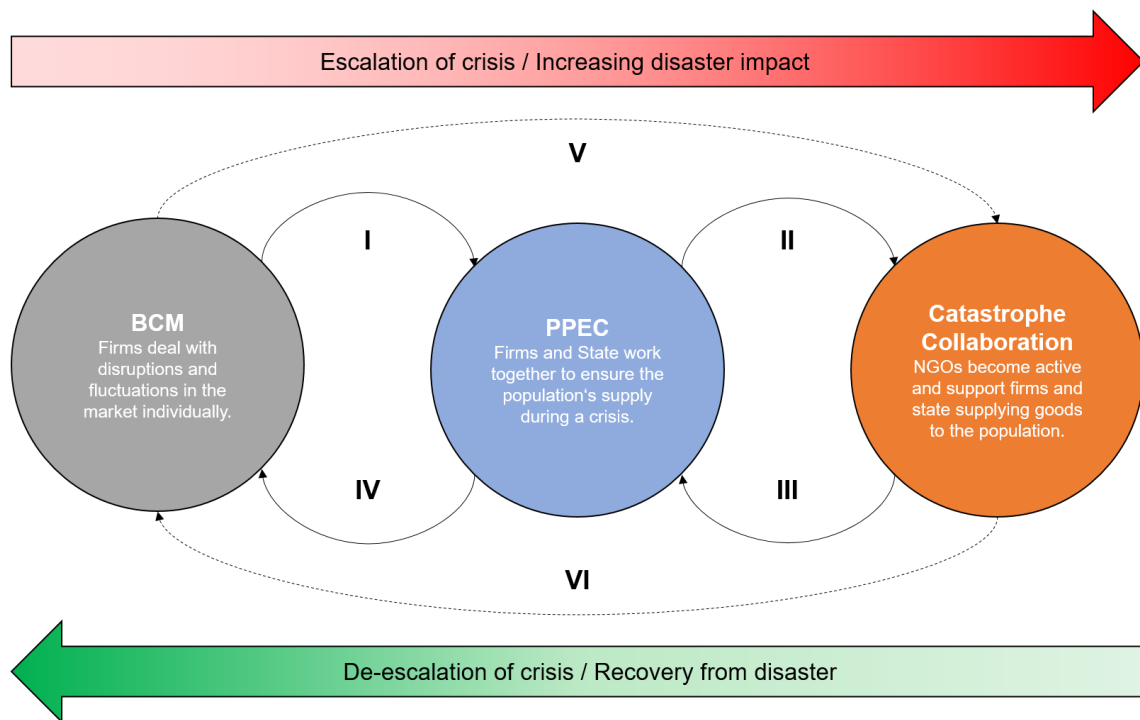 Escalation of crisis / Increasing disaster impact
V
I
II
BCM
Firms deal with
disruptions and
fluctuations in the
market individually.
PPEC
Firms and State work
together to ensure the
population‘s supply
during a crisis.
Catastrophe
Collaboration
NGOs become active
and support firms and
state supplying goods
to the population.
IV
III
VI
De-escalation of crisis / Recovery from disaster